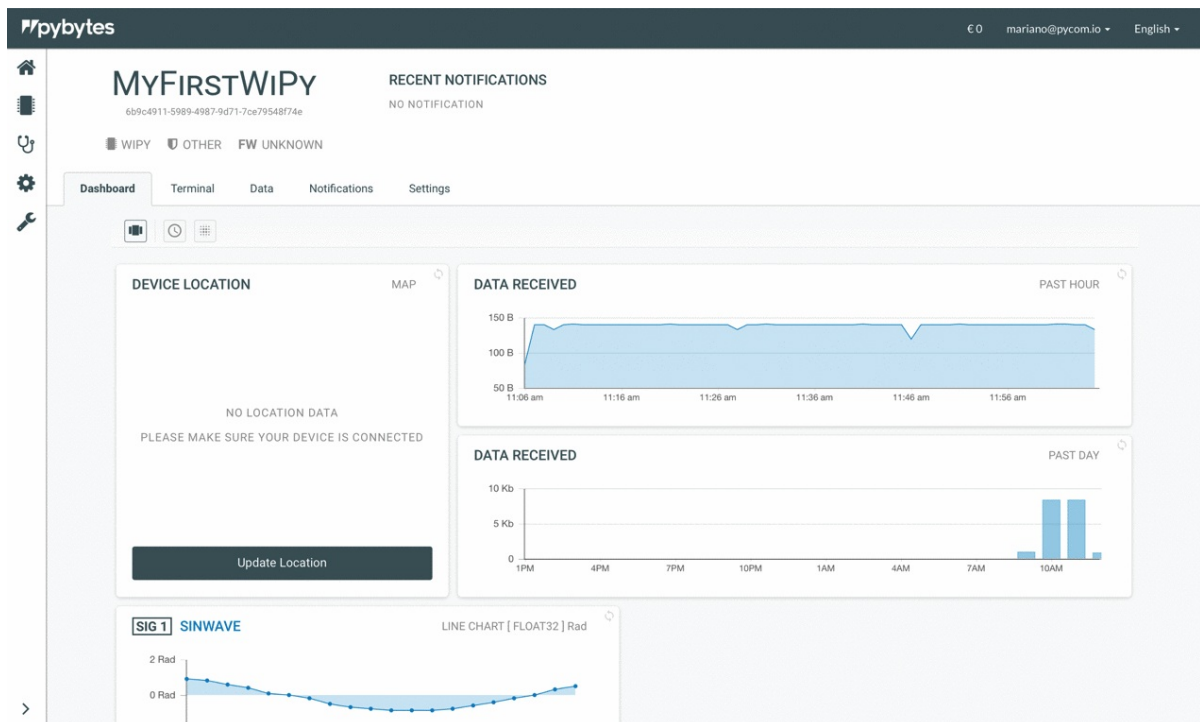 pybytes
€ 0 mariano@pycom.io English
MYFIRSTWIPY
6b9c4911-5989-4987-9d71-7ce79548f74e
RECENT NOTIFICATIONS
NO NOTIFICATION
WIPY OTHER FW UNKNOWN
Dashboard Terminal Data Notifications Settings
DEVICE LOCATION MAP
NO LOCATION DATA
PLEASE MAKE SURE YOUR DEVICE IS CONNECTED
Update Location
DATA RECEIVED PAST HOUR
150 B
100 B
50 B
11:06 am 11:16 am 11:26 am 11:36 am 11:46 am 11:56 am
DATA RECEIVED PAST DAY
10 Kb
5 Kb
0
1PM 4PM 7PM 10PM 1AM 4AM 7AM 10AM
SIG 1 SINWAVE LINE CHART [ FLOAT32 ] Rad
2 Rad
0 Rad